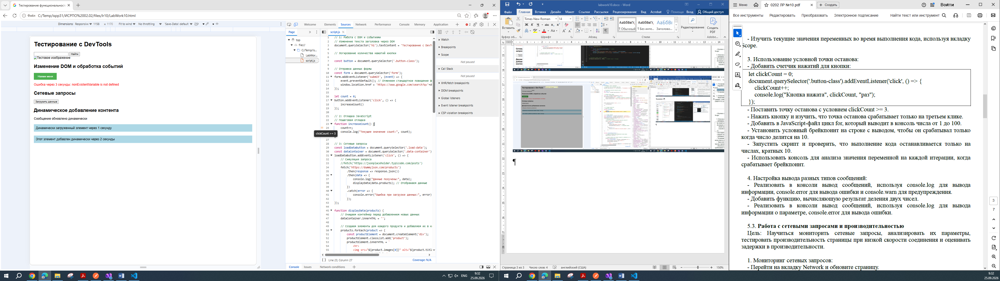 Тестирование функциональност
Файл
C:/Temp/ispp31/ИСРПО%2002.02/files/lr10/LabWork10.html
Dimensions: Responsive 1158 × 1170 Fit to wind No throttling 'Save-Data': default
Тестирование с DevTools
Найти
Тестовое изображение
Изменение DOM и обработка событий
Нажми меня
Ошибка через 3 секунды: nonExistentVariable is not defined
Сетевые запросы
Загрузить данные
Динамическое добавление контента
Сообщение обновлено динамически
Динамически загруженный элемент через 1 секунду
Этот элемент добавлен динамически через 2 секунды
Welcome Elements Sources Network Performance Console Memory Application 2
Page
top
file://
C:/Temp/is...
LabWor...
script.js
script.js
1 // 1: Работа с DOM и событиями
2 // Изменение текста заголовка через DOM
3 document.querySelector('h1').textContent = 'Тестирование с DevT
4
5 // Логирование количества нажатий кнопки
6
7 const button = document.querySelector('.button-class');
8
9 // Отправка данных формы
10 const form = document.querySelector('form');
11 form.addEventListener('submit', (event) => {
12 event.preventDefault(); // Отменяем стандартное поведение ф
13 window.location.href = 'https://www.google.com/search?q='+d
14 });
15
16 let count = 0;
17 button.addEventListener('click', () => {
18 increaseCount()
19 });
20
21 // 2: Отладка JavaScript
22 // Пошаговая отладка
23 function increaseCount() {
24 count++;
console.log("Текущее значение count:", count);
clickCount >= 3
27
28 // 3: Сетевые запросы
29 const loadDataButton = document.querySelector('.load-data');
30 const dataContainer = document.querySelector('.data-container')
31 loadDataButton.addEventListener('click', () => {
32 // Симуляция запроса
33 //fetch('https://jsonplaceholder.typicode.com/posts')
34 fetch('https://dummyjson.com/products')
35 .then(response => response.json())
36 .then(data => {
37 console.log("Данные получены:", data);
38 displayData(data.products); // Отображаем данные
39 })
40 .catch(error => {
41 console.error("Ошибка при загрузке данных:", error)
42 });
43 });
44
45 function displayData(products) {
46 // Очищаем контейнер перед добавлением новых данных
47 dataContainer.innerHTML = '';
48
49 // Создаем элементы для каждого продукта и добавляем их в к
50 products.forEach(product => {
51 const productElement = document.createElement('div');
52 productElement.classList.add('product');
53 productElement.innerHTML = `
54 <hr>
55 <img src="${product.images[0]}" alt="${product.titl
{ } Line 23, Column 27 Coverage: N/A
Console Issues Network conditions
Watch
Breakpoints
Scope
Not paused
Call Stack
Not paused
XHR/fetch breakpoints
DOM breakpoints
Global listeners
Event listener breakpoints
CSP violation breakpoints
ENG 9:32
25.09.2026
labwork10.docx - Word
Файл Главная Вставка Дизайн Макет Ссылки Рассылки Рецензирование Вид Acrobat Помощн Вход Общий доступ
Times New Roman 14
Вставить
Ж К Ч abc x₂ x²
АаБбВвГг, АаБбВвГг, АаБбВі
¶ Обычный ¶ Без инте... Заголово...
Редактирование
Создать PDF
Буфер об... Шрифт Абзац Стили Adobe...
¶
Страница 3 из 3 Число слов: 4 английский (США) 150%
9:32
25.09.2026
Меню 0202 ЛР №10.pdf Создать Войти
Все инструменты Редактировать Преобразовать Электронное подписание Найти текст или инструмент
- Изучить текущие значения переменных во время выполнения кода, используя вкладку
Scope.
3. Использование условной точки останова:
- Добавить счетчик нажатий для кнопки:
let clickCount = 0;
document.querySelector('.button-class').addEventListener('click', () => {
clickCount++;
console.log("Кнопка нажата", clickCount, "раз");
});
- Поставить точку останова с условием clickCount >= 3.
- Нажать кнопку и изучить, что точка останова срабатывает только на третьем клике.
- Добавить в JavaScript-файл цикл for, который выводит в консоль числа от 1 до 100.
- Установить условный брейкпоинт на строке с выводом, чтобы он срабатывал только
когда число делится на 10.
- Запустить скрипт и проверить, что выполнение кода останавливается только на
числах, кратных 10.
- Использовать консоль для анализа значения переменной на каждой итерации, когда
срабатывает брейкпоинт.
4. Настройка вывода разных типов сообщений:
- Реализовать в консоли вывод сообщений, используя console.log для вывода
информации, console.error для вывода ошибки и console.warn для предупреждения.
- Добавить функцию, вычисляющую результат деления двух чисел.
- Реализовать в консоли вывод сообщений, используя console.log для вывода
информации о параметре, console.error для вывода ошибки.
5.3. Работа с сетевыми запросами и производительностью
Цель: Научиться мониторить сетевые запросы, анализировать их параметры,
тестировать производительность страницы при низкой скорости соединения и оценивать
задержки в производительности.
1. Мониторинг сетевых запросов:
- Перейти на вкладку Network и обновите страницу.
3
7
9:32
25.09.2026